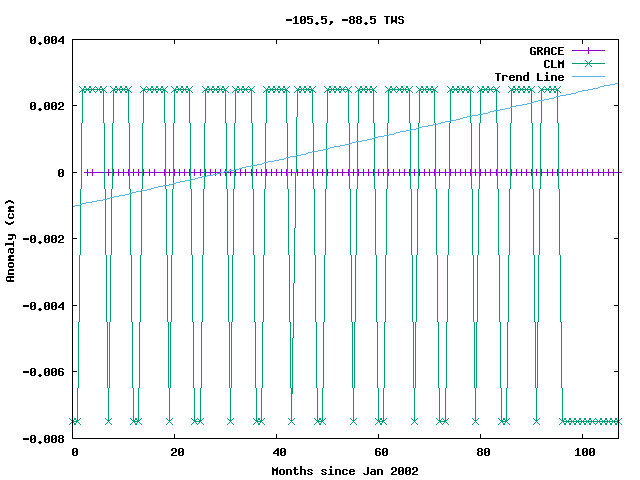 -105.5, -88.5 TWS
GRACE
CLM
Trend Line
0.004
0.002
0
-0.002
-0.004
-0.006
-0.008
Anomaly (cm)
0 20 40 60 80 100
Months since Jan 2002